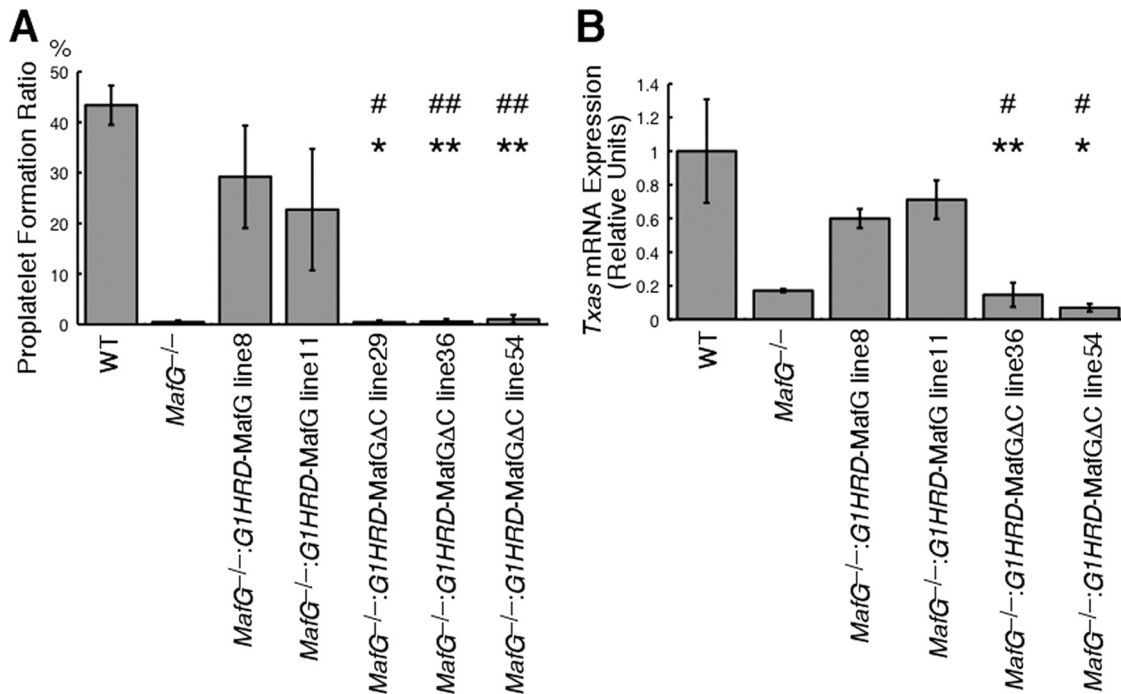 A
%
Proplatelet Formation Ratio
50
40
30
20
10
0
# ## ##
* ** **
WT
MafG–/–
MafG–/–:G1HRD-MafG line8
MafG–/–:G1HRD-MafG line11
MafG–/–:G1HRD-MafGΔC line29
MafG–/–:G1HRD-MafGΔC line36
MafG–/–:G1HRD-MafGΔC line54
B
Txas mRNA Expression
(Relative Units)
1.4
1.2
1
0.8
0.6
0.4
0.2
0
# #
** *
WT
MafG–/–
MafG–/–:G1HRD-MafG line8
MafG–/–:G1HRD-MafG line11
MafG–/–:G1HRD-MafGΔC line36
MafG–/–:G1HRD-MafGΔC line54